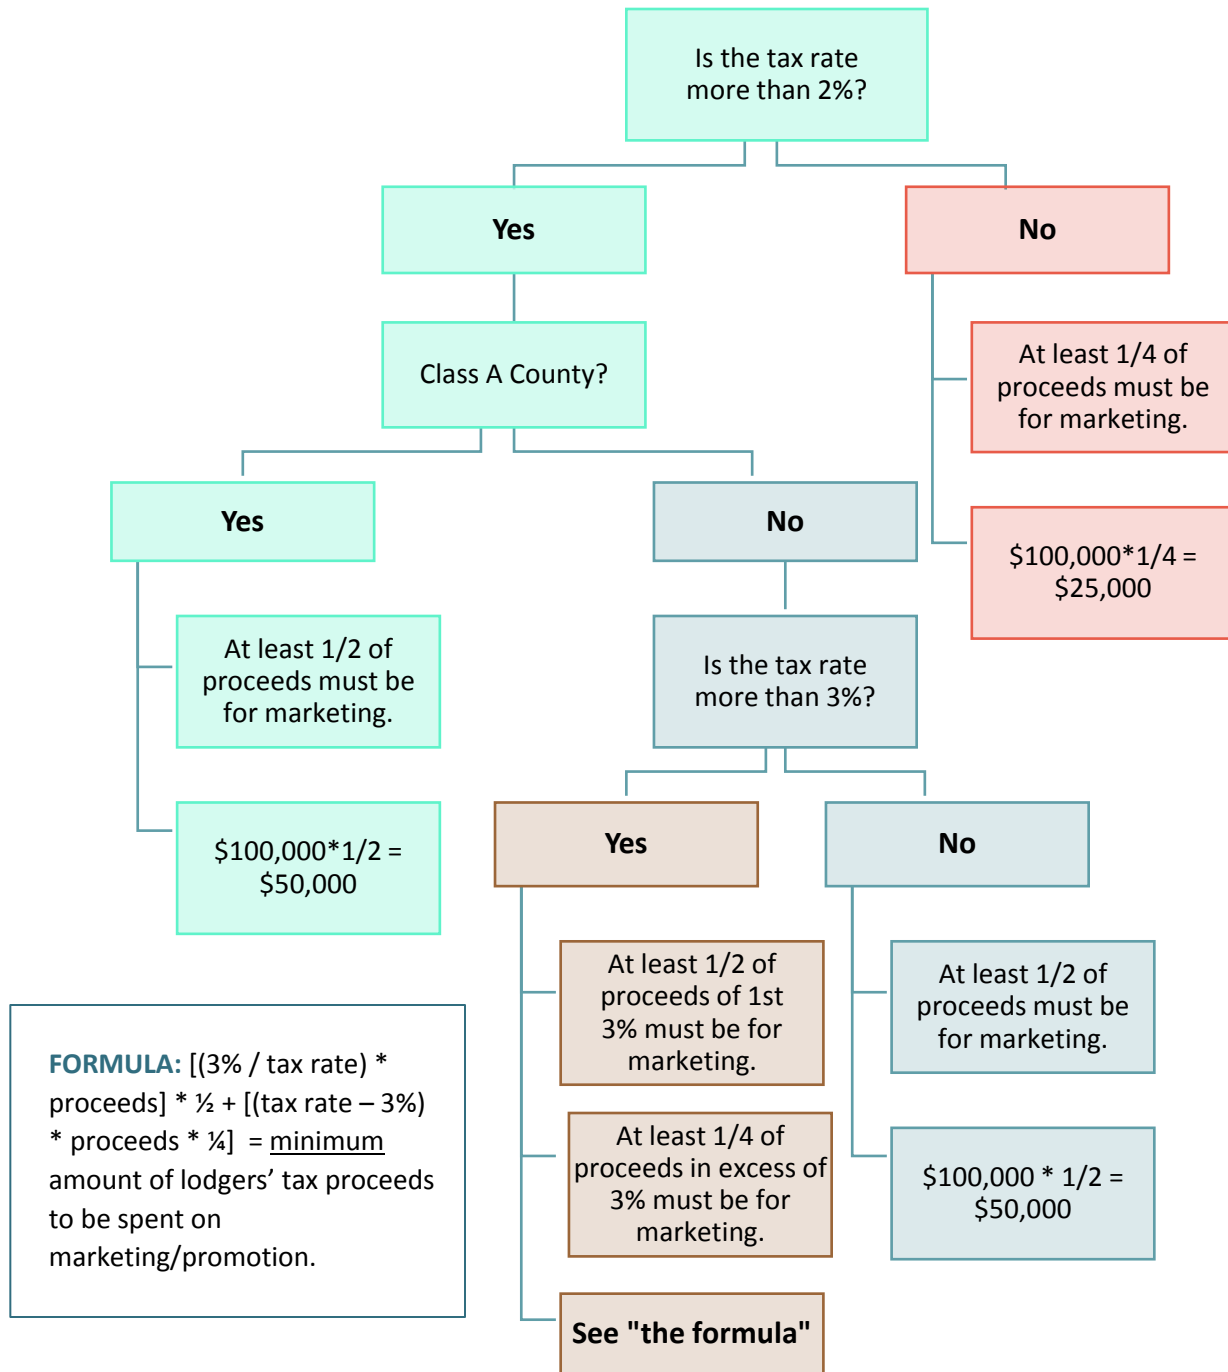 Is the tax rate
more than 2%?
Yes
No
Class A County?
At least 1/4 of
proceeds must be
for marketing.
Yes
No
$100,000*1/4 =
$25,000
At least 1/2 of
proceeds must be
for marketing.
Is the tax rate
more than 3%?
$100,000*1/2 =
$50,000
Yes
No
At least 1/2 of
proceeds of 1st
3% must be for
marketing.
At least 1/2 of
proceeds must be
for marketing.
At least 1/4 of
proceeds in excess of
3% must be for
marketing.
$100,000 * 1/2 =
$50,000
See "the formula"
FORMULA: [(3% / tax rate) *
proceeds] * ½ + [(tax rate – 3%)
* proceeds * ¼] = minimum
amount of lodgers’ tax proceeds
to be spent on
marketing/promotion.